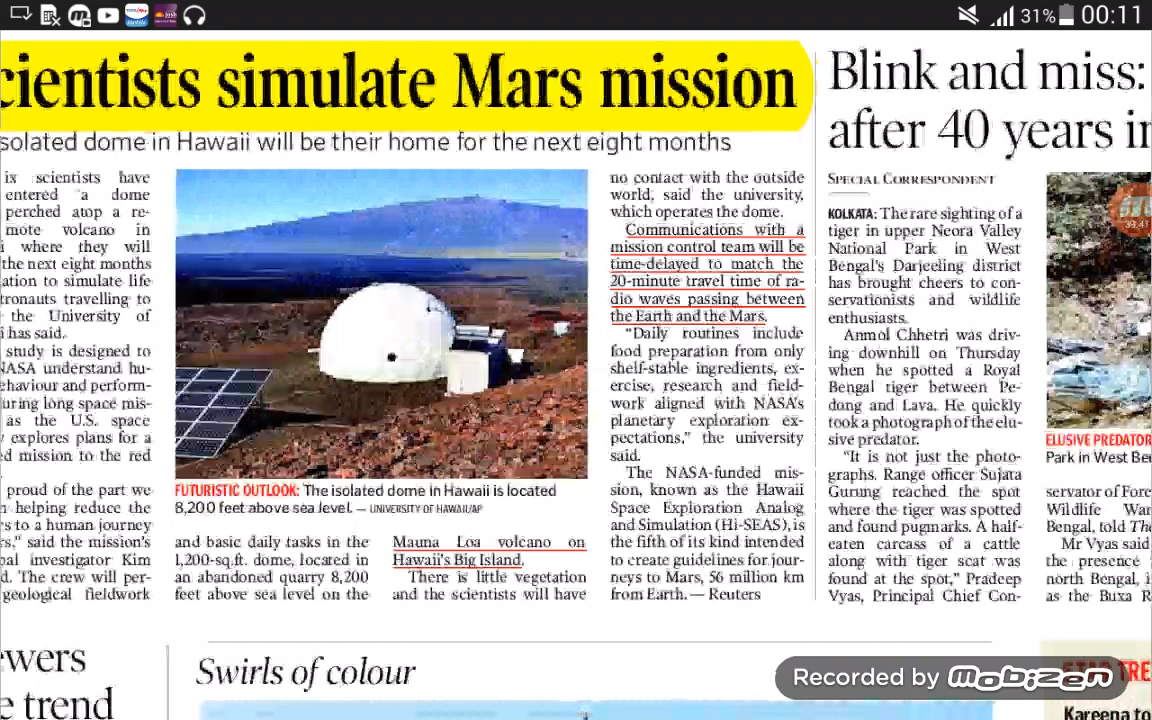 31% 00:11
cientists simulate Mars mission
solated dome in Hawaii will be their home for the next eight months
ix scientists have
entered a dome
perched atop a re-
mote volcano in
i where they will
the next eight months
ation to simulate life
tronauts travelling to
the University of
i has said.
study is designed to
NASA understand hu-
ehaviour and perform-
uring long space mis-
as the U.S. space
y explores plans for a
ed mission to the red
proud of the part we
n helping reduce the
rs to a human journey
rs," said the mission's
pal investigator Kim
d. The crew will per-
geological fieldwork
FUTURISTIC OUTLOOK: The isolated dome in Hawaii is located
8,200 feet above sea level. — UNIVERSITY OF HAWAII/AP
and basic daily tasks in the
1,200-sq.ft. dome, located in
an abandoned quarry 8,200
feet above sea level on the
Mauna Loa volcano on
Hawaii's Big Island.
There is little vegetation
and the scientists will have
no contact with the outside
world, said the university,
which operates the dome.
Communications with a
mission control team will be
time-delayed to match the
20-minute travel time of ra-
dio waves passing between
the Earth and the Mars.
"Daily routines include
food preparation from only
shelf-stable ingredients, ex-
ercise, research and field-
work aligned with NASA's
planetary exploration ex-
pectations," the university
said.
The NASA-funded mis-
sion, known as the Hawaii
Space Exploration Analog
and Simulation (Hi-SEAS), is
the fifth of its kind intended
to create guidelines for jour-
neys to Mars, 56 million km
from Earth. — Reuters
Blink and miss:
after 40 years i
SPECIAL CORRESPONDENT
KOLKATA: The rare sighting of a
tiger in upper Neora Valley
National Park in West
Bengal's Darjeeling district
has brought cheers to con-
servationists and wildlife
enthusiasts.
Anmol Chhetri was driv-
ing downhill on Thursday
when he spotted a Royal
Bengal tiger between Pe-
dong and Lava. He quickly
took a photograph of the elu-
sive predator.
"It is not just the photo-
graphs. Range officer Sujata
Gurung reached the spot
where the tiger was spotted
and found pugmarks. A half-
eaten carcass of a cattle
along with tiger scat was
found at the spot," Pradeep
Vyas, Principal Chief Con-
39:47
ELUSIVE PREDATOR
Park in West Be
servator of Fore
Wildlife War
Bengal, told The
Mr Vyas said
the presence
north Bengal, i
as the Buxa R
ewers
e trend
Swirls of colour
Recorded by mobizen
TRE
Kareena to